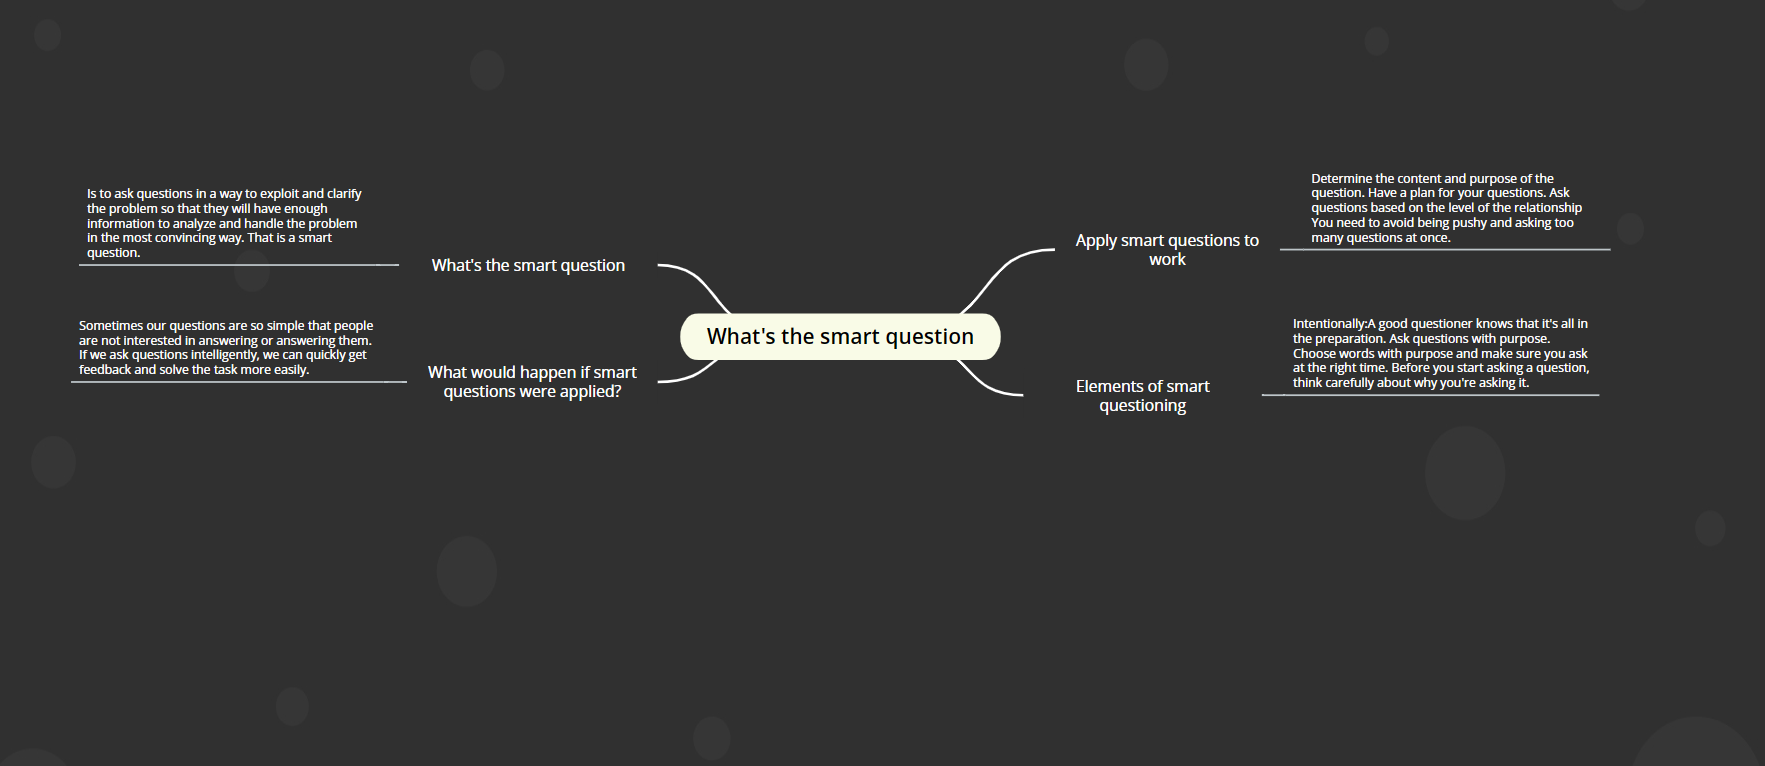 Is to ask questions in a way to exploit and clarify
the problem so that they will have enough
information to analyze and handle the problem
in the most convincing way. That is a smart
question.
What's the smart question
Sometimes our questions are so simple that people
are not interested in answering or answering them.
If we ask questions intelligently, we can quickly get
feedback and solve the task more easily.
What would happen if smart
questions were applied?
What's the smart question
Apply smart questions to
work
Determine the content and purpose of the
question. Have a plan for your questions. Ask
questions based on the level of the relationship
You need to avoid being pushy and asking too
many questions at once.
Elements of smart
questioning
Intentionally:A good questioner knows that it's all in
the preparation. Ask questions with purpose.
Choose words with purpose and make sure you ask
at the right time. Before you start asking a question,
think carefully about why you're asking it.